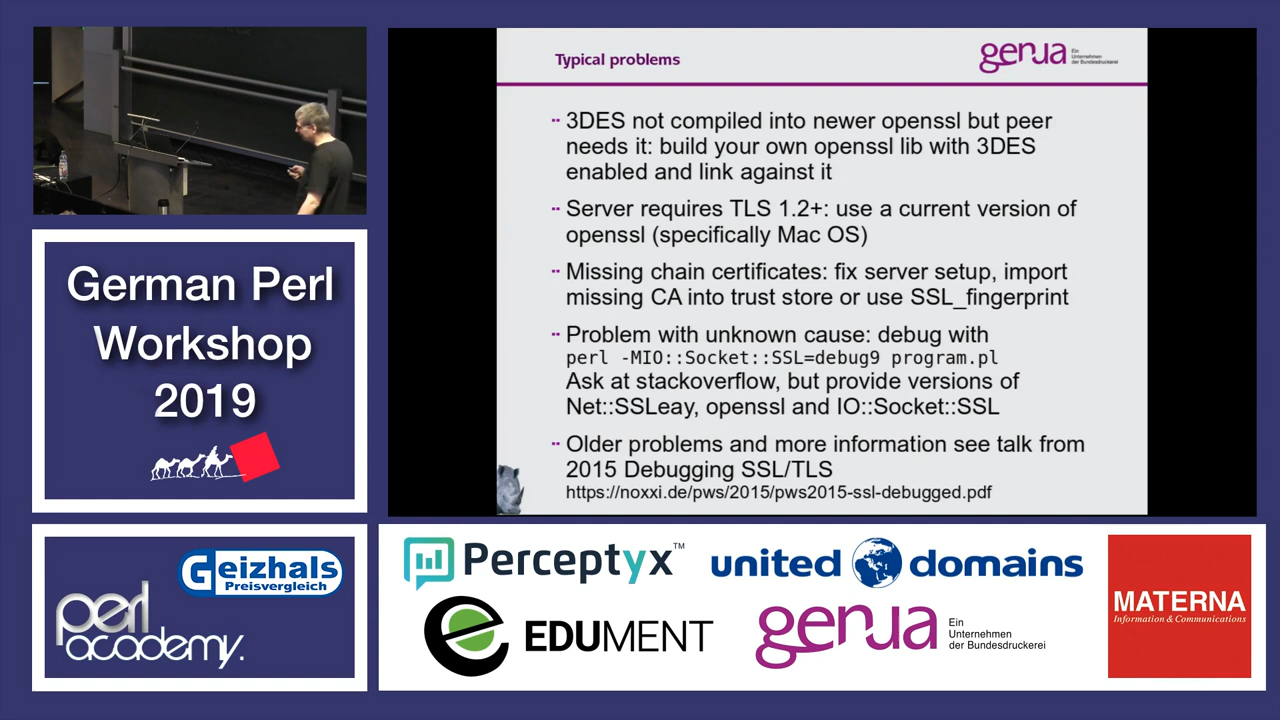 Typical problems
genua
Ein
Unternehmen
der Bundesdruckerei
3DES not compiled into newer openssl but peer
needs it: build your own openssl lib with 3DES
enabled and link against it
Server requires TLS 1.2+: use a current version of
openssl (specifically Mac OS)
Missing chain certificates: fix server setup, import
missing CA into trust store or use SSL_fingerprint
Problem with unknown cause: debug with
perl -MIO::Socket::SSL=debug9 program.pl
Ask at stackoverflow, but provide versions of
Net::SSLeay, openssl and IO::Socket::SSL
Older problems and more information see talk from
2015 Debugging SSL/TLS
https://noxxi.de/pws/2015/pws2015-ssl-debugged.pdf
German Perl
Workshop
2019
Geizhals
Preisvergleich
perl
academy.
Perceptyx™
united domains
EDUMENT
genua
Ein
Unternehmen
der Bundesdruckerei
MATERNA
Information & Communications